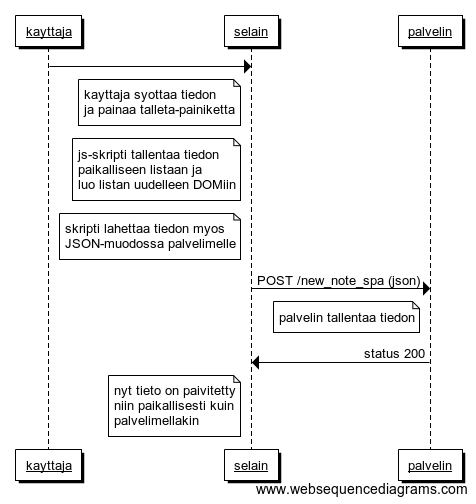 kayttaja
selain
palvelin
kayttaja syottaa tiedon
ja painaa talleta-painiketta
js-skripti tallentaa tiedon
paikalliseen listaan ja
luo listan uudelleen DOMiin
skripti lahettaa tiedon myos
JSON-muodossa palvelimelle
POST /new_note_spa (json)
palvelin tallentaa tiedon
status 200
nyt tieto on paivitetty
niin paikallisesti kuin
palvelimellakin
kayttaja
selain
palvelin
www.websequencediagrams.com